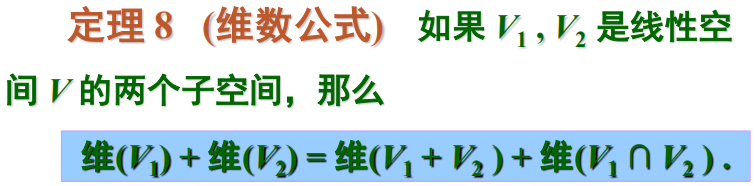 定理 8 (维数公式) 如果 V₁ , V₂ 是线性空
间 V 的两个子空间，那么
维(V₁) + 维(V₂) = 维(V₁ + V₂ ) + 维(V₁ ∩ V₂ ) .